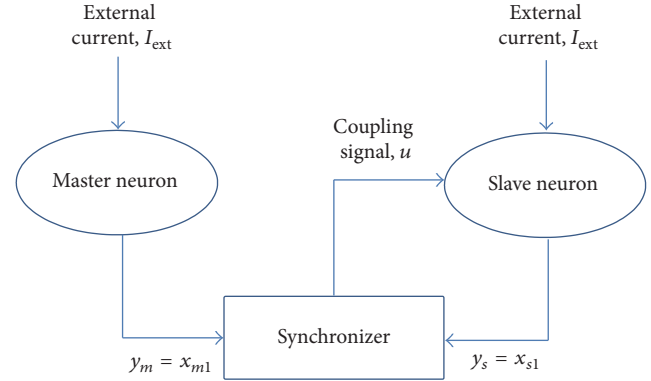 External
current, I_ext
External
current, I_ext
Coupling
signal, u
Master neuron
Slave neuron
Synchronizer
y_m = x_m1
y_s = x_s1